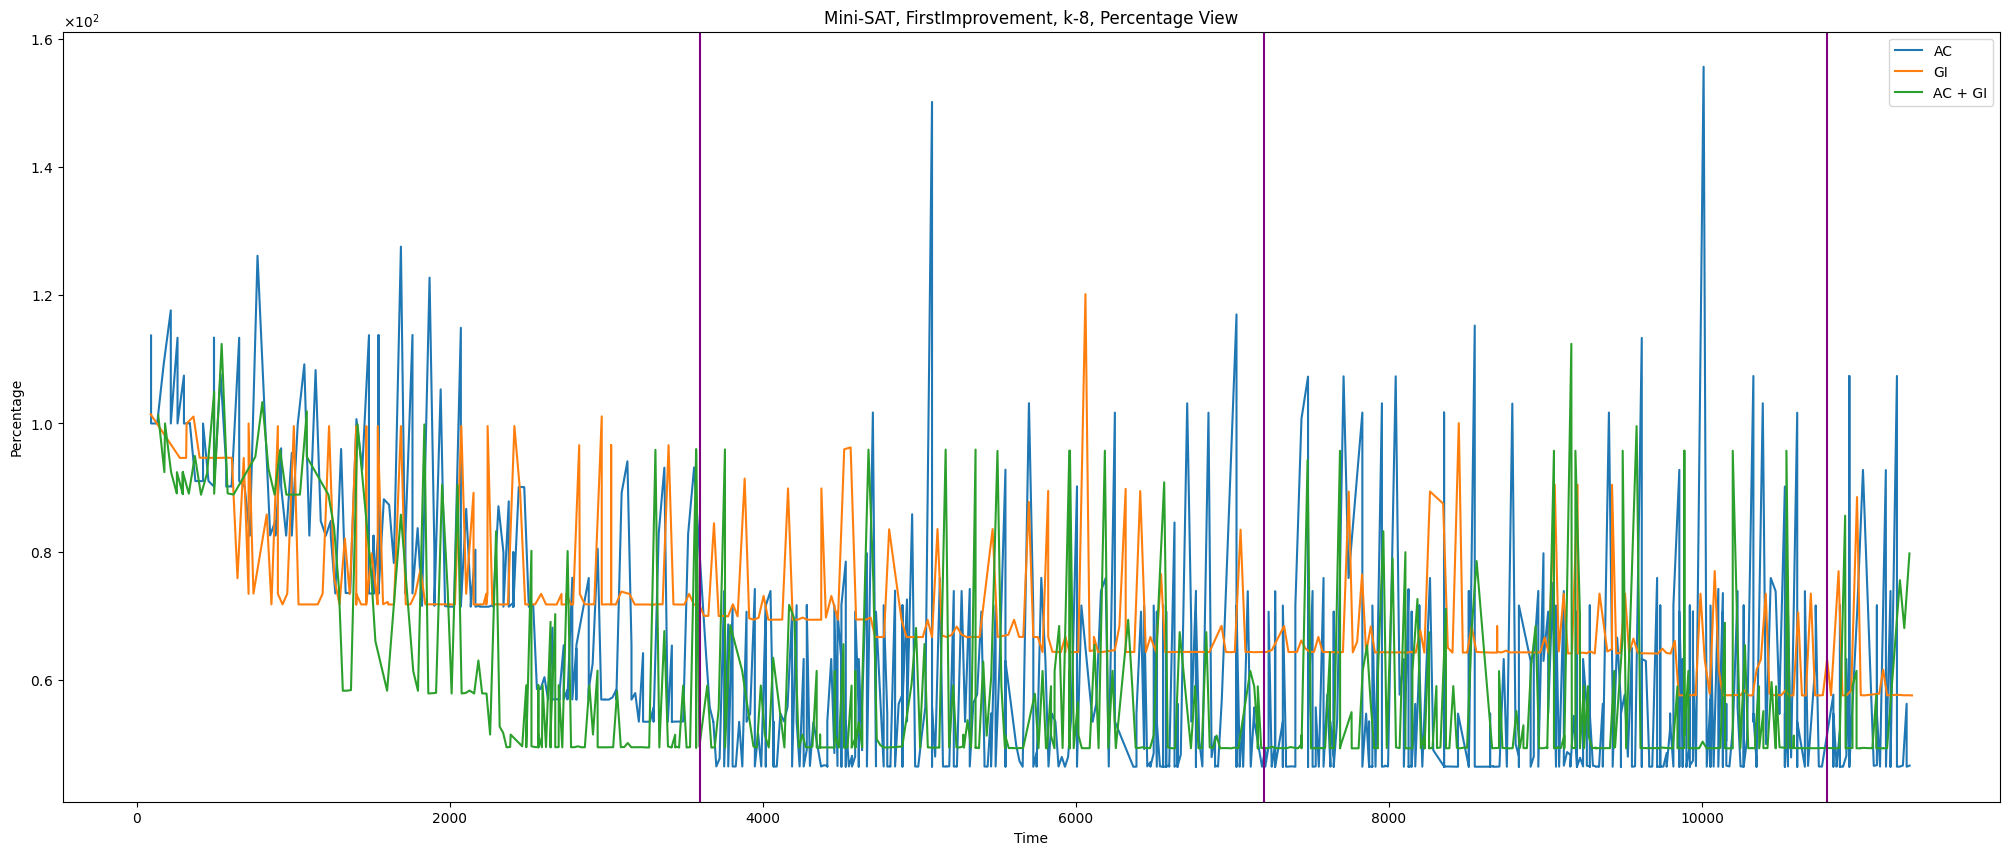 Mini-SAT, FirstImprovement, k-8, Percentage View
×10²
1.6
1.4
1.2
1.0
0.8
0.6
Percentage
0
2000
4000
6000
8000
10000
Time
AC
GI
AC + GI